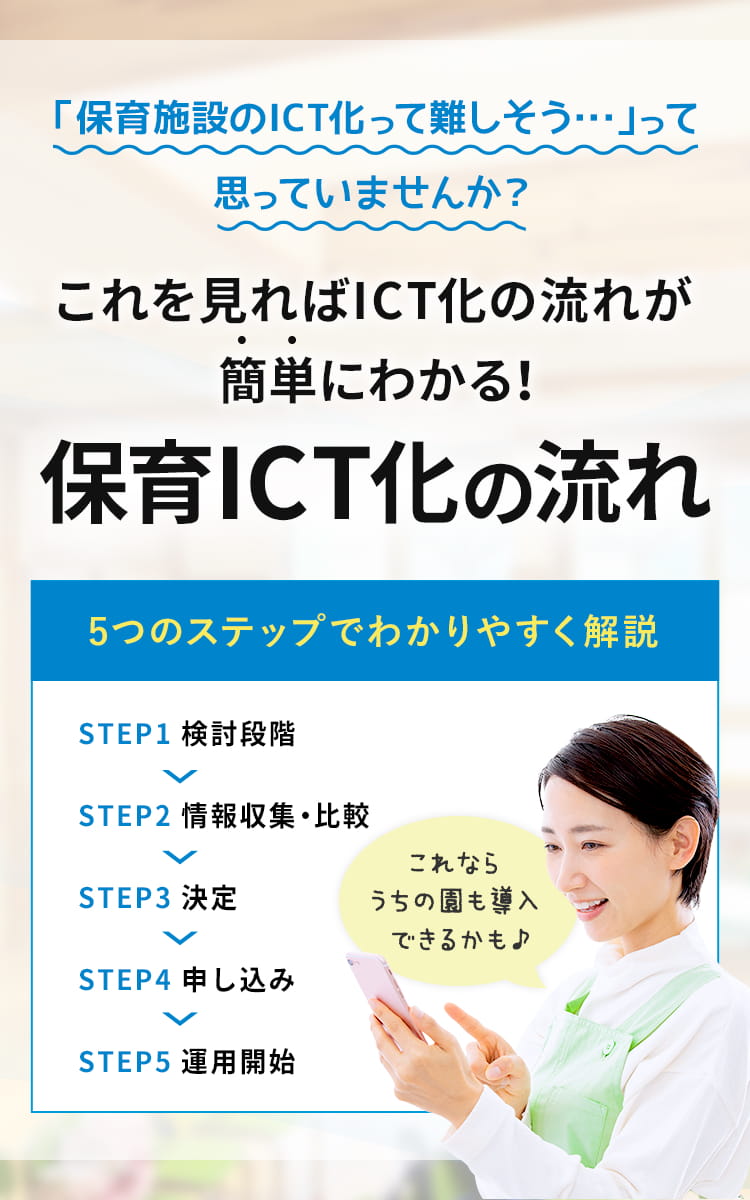 「保育施設のICT化って難しそう…」って
思っていませんか？
これを見ればICT化の流れが
簡単にわかる！
保育ICT化の流れ
5つのステップでわかりやすく解説
STEP1 検討段階
STEP2 情報収集・比較
STEP3 決定
STEP4 申し込み
STEP5 運用開始
これなら
うちの園も導入
できるかも♪